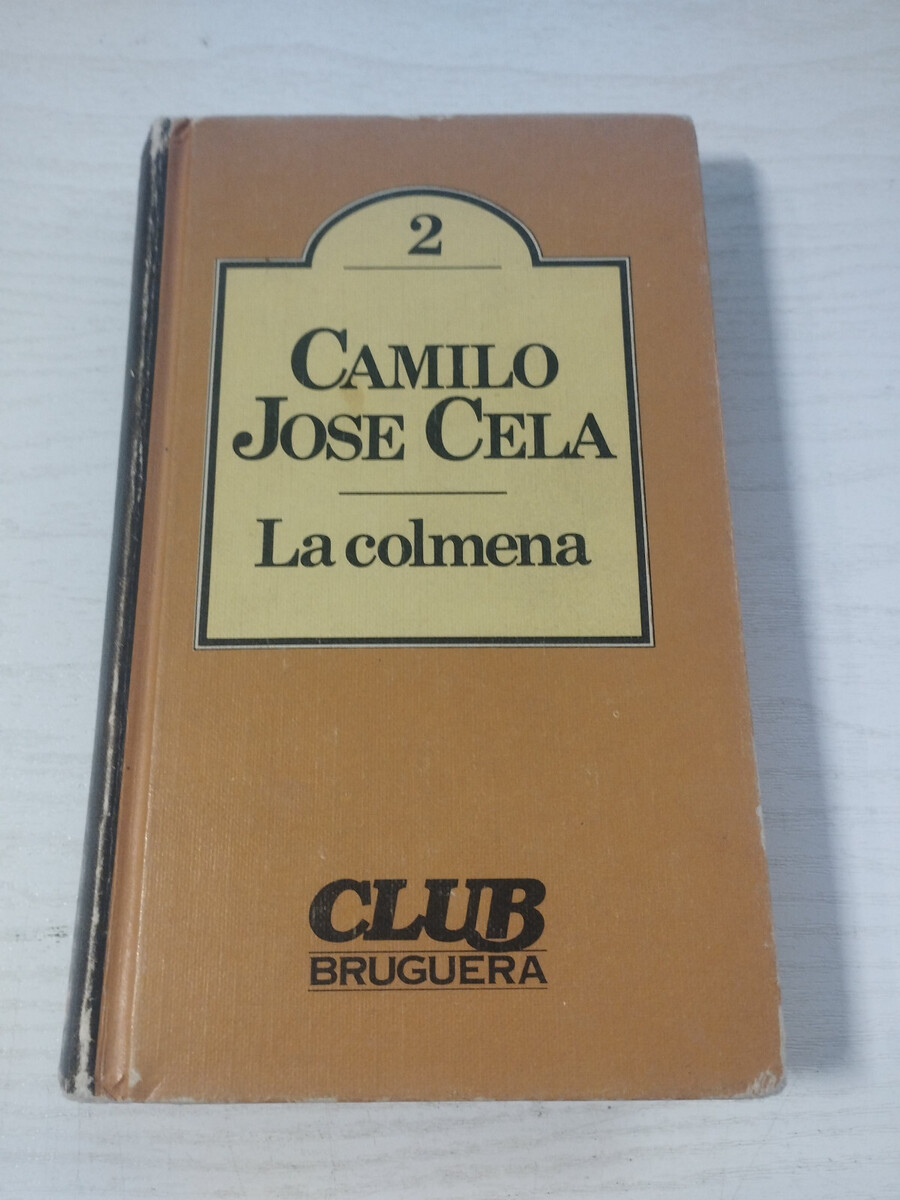 2
CAMILO
JOSE CELA
La colmena
CLUB
BRUGUERA